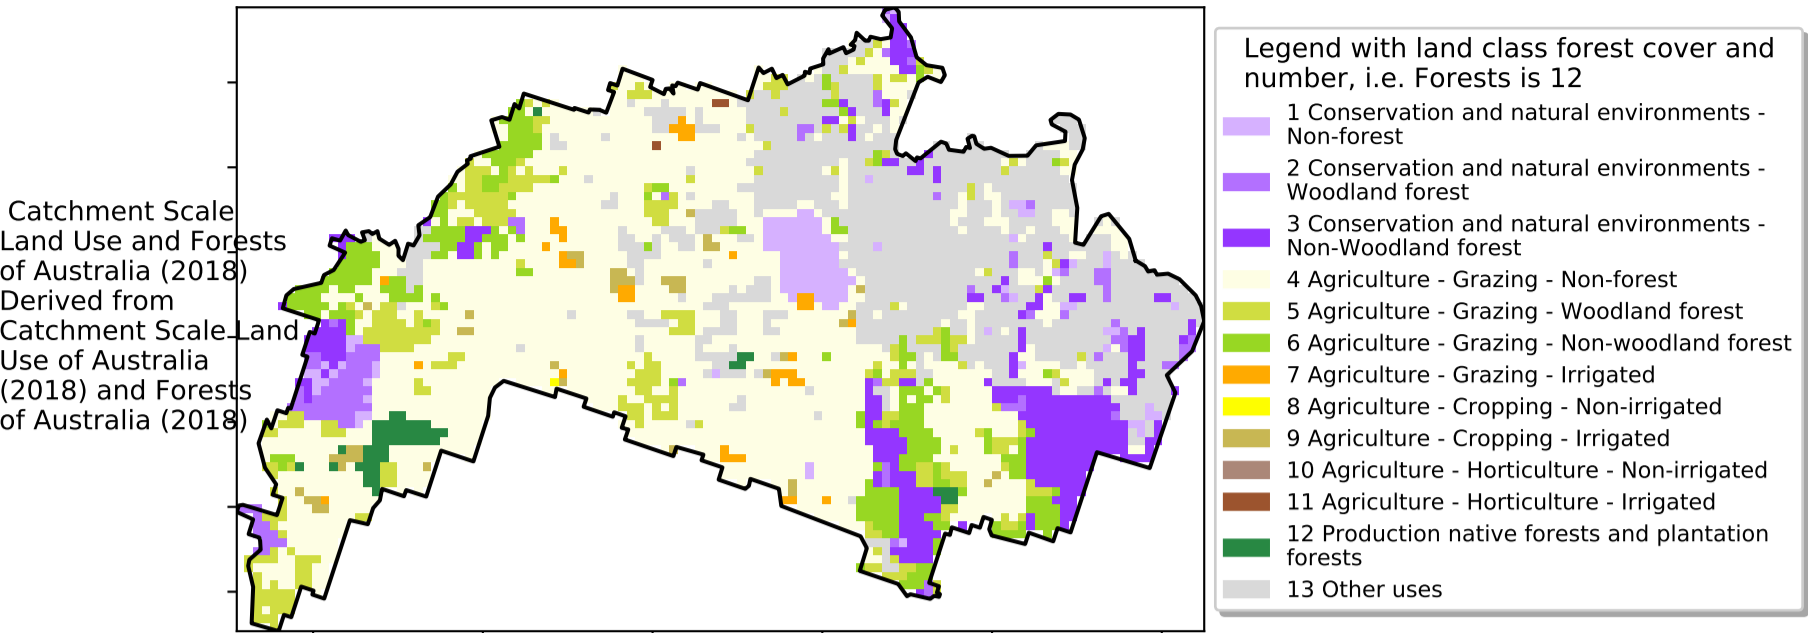 Catchment Scale
Land Use and Forests
of Australia (2018)
Derived from
Catchment Scale Land
Use of Australia
(2018) and Forests
of Australia (2018)
Legend with land class forest cover and
number, i.e. Forests is 12
1 Conservation and natural environments -
Non-forest
2 Conservation and natural environments -
Woodland forest
3 Conservation and natural environments -
Non-Woodland forest
4 Agriculture - Grazing - Non-forest
5 Agriculture - Grazing - Woodland forest
6 Agriculture - Grazing - Non-woodland forest
7 Agriculture - Grazing - Irrigated
8 Agriculture - Cropping - Non-irrigated
9 Agriculture - Cropping - Irrigated
10 Agriculture - Horticulture - Non-irrigated
11 Agriculture - Horticulture - Irrigated
12 Production native forests and plantation
forests
13 Other uses